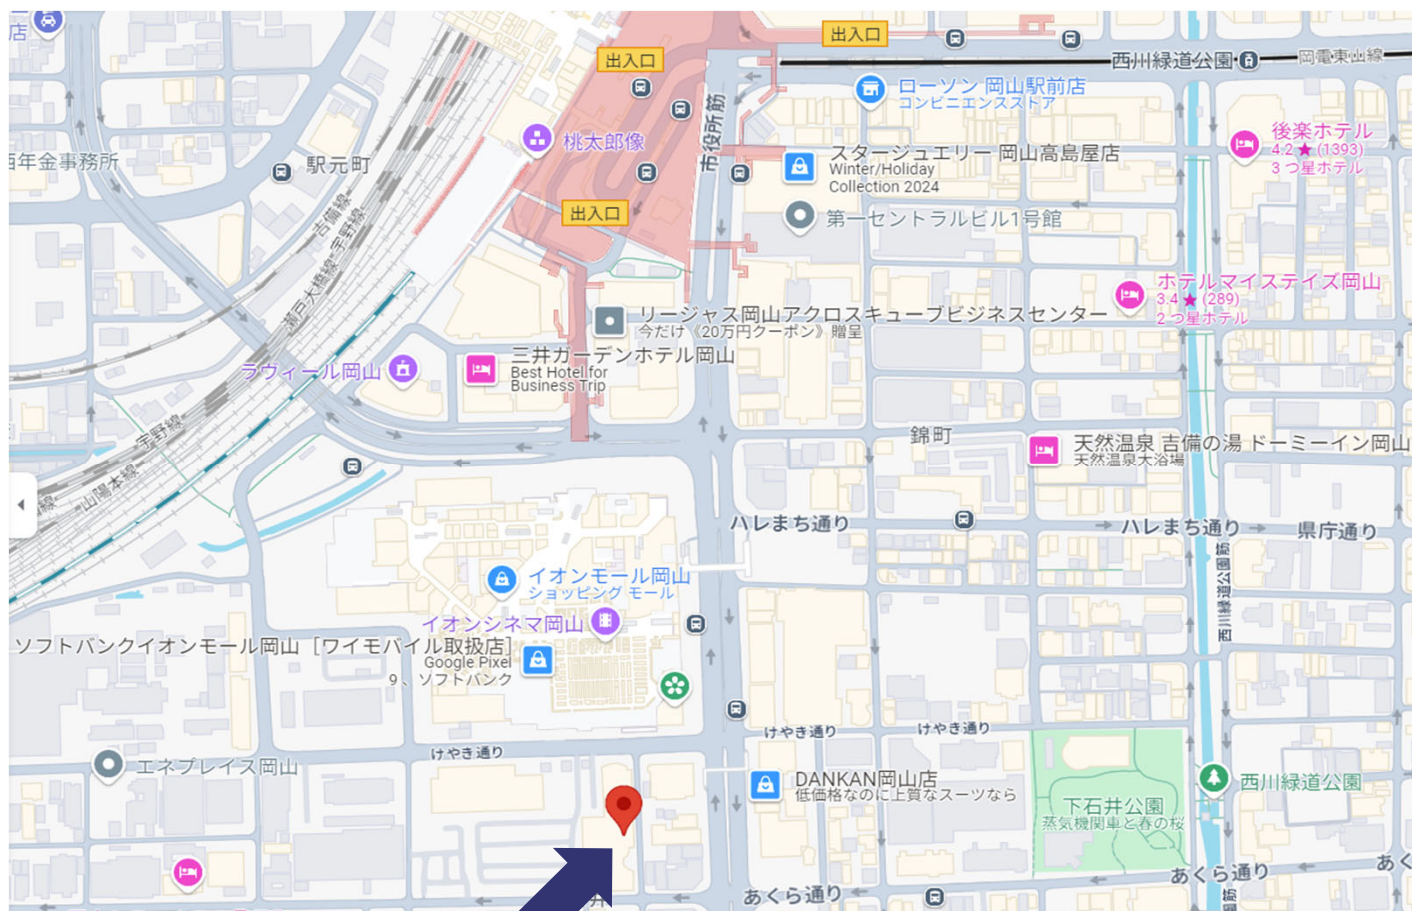 店
出入口
出入口
西川緑道公園
岡電東山線
ローソン 岡山駅前店
コンビニエンスストア
市役所筋
桃太郎像
後楽ホテル
4.2 ★ (1393)
3 つ星ホテル
百年金事務所
駅元町
スタージュエリー 岡山高島屋店
Winter/Holiday
Collection 2024
出入口
第一セントラルビル1号館
吉備線
宇野線
瀬戸大橋線
ホテルマイステイズ岡山
3.4 ★ (289)
2 つ星ホテル
リージャス岡山アクロスキューブビジネスセンター
今だけ《20万円クーポン》贈呈
三井ガーデンホテル岡山
Best Hotel for
Business Trip
ラヴィール岡山
宇野線
山陽本線
線
錦町
天然温泉 吉備の湯 ドーミーイン岡山
天然温泉大浴場
ハレまち通り
ハレまち通り
県庁通り
西川緑道公園筋
イオンモール岡山
ショッピング モール
イオンシネマ岡山
ソフトバンクイオンモール岡山［ワイモバイル取扱店］
Google Pixel
9 、ソフトバンク
けやき通り
けやき通り
けやき通り
エネプレイス岡山
DANKAN岡山店
低価格なのに上質なスーツなら
西川緑道公園
下石井公園
蒸気機関車と春の桜
あくら通り
あくら通り
あく
筋
井